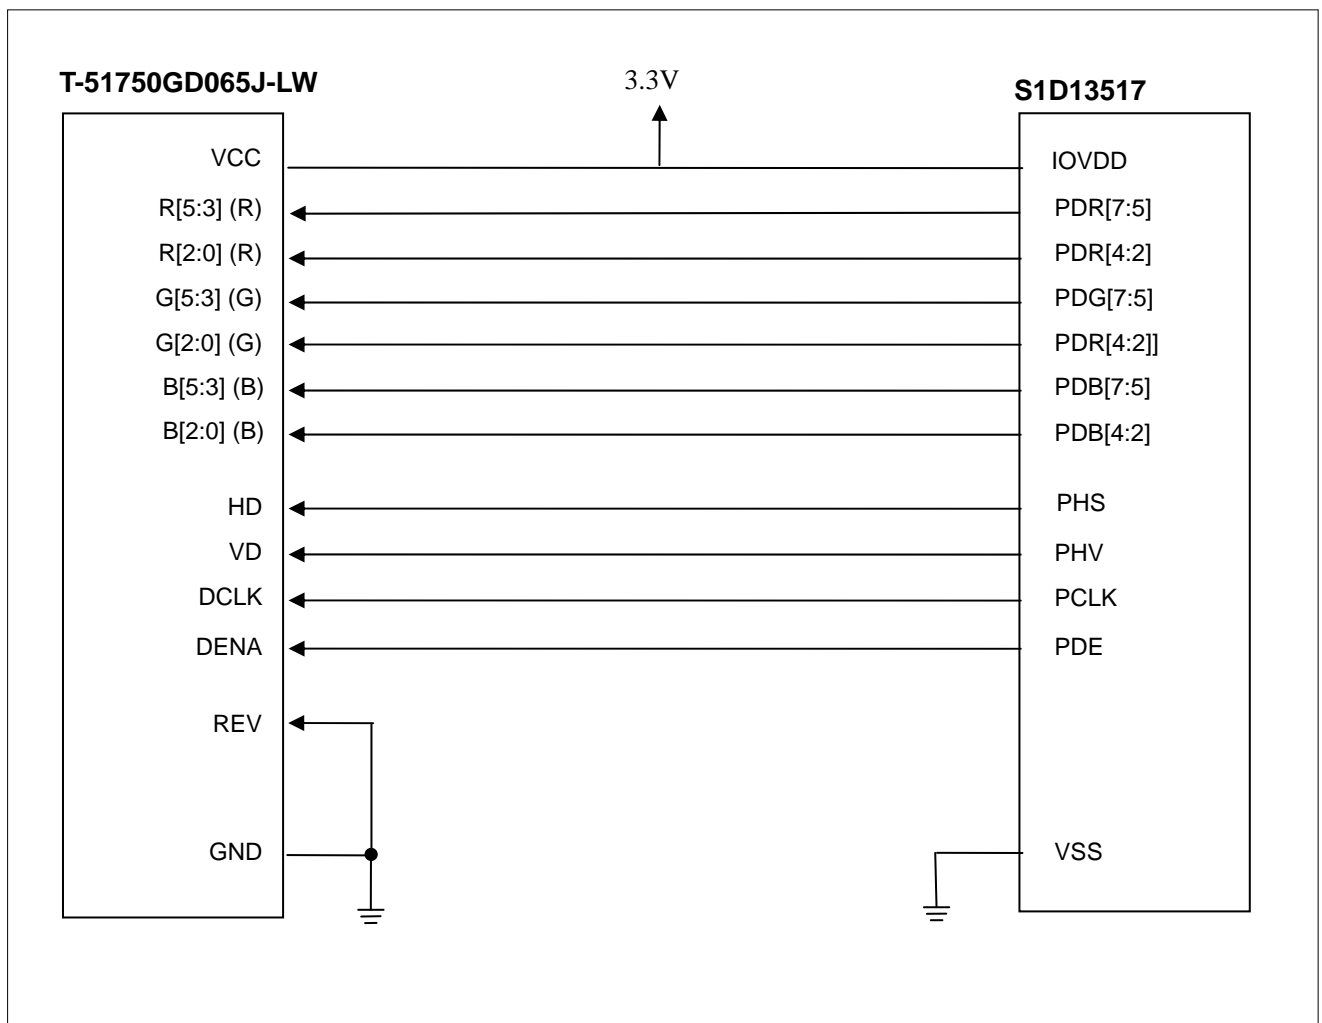 T-51750GD065J-LW
3.3V
S1D13517
VCC
IOVDD
R[5:3] (R)
PDR[7:5]
R[2:0] (R)
PDR[4:2]
G[5:3] (G)
PDG[7:5]
G[2:0] (G)
PDR[4:2]]
B[5:3] (B)
PDB[7:5]
B[2:0] (B)
PDB[4:2]
HD
PHS
VD
PHV
DCLK
PCLK
DENA
PDE
REV
GND
VSS